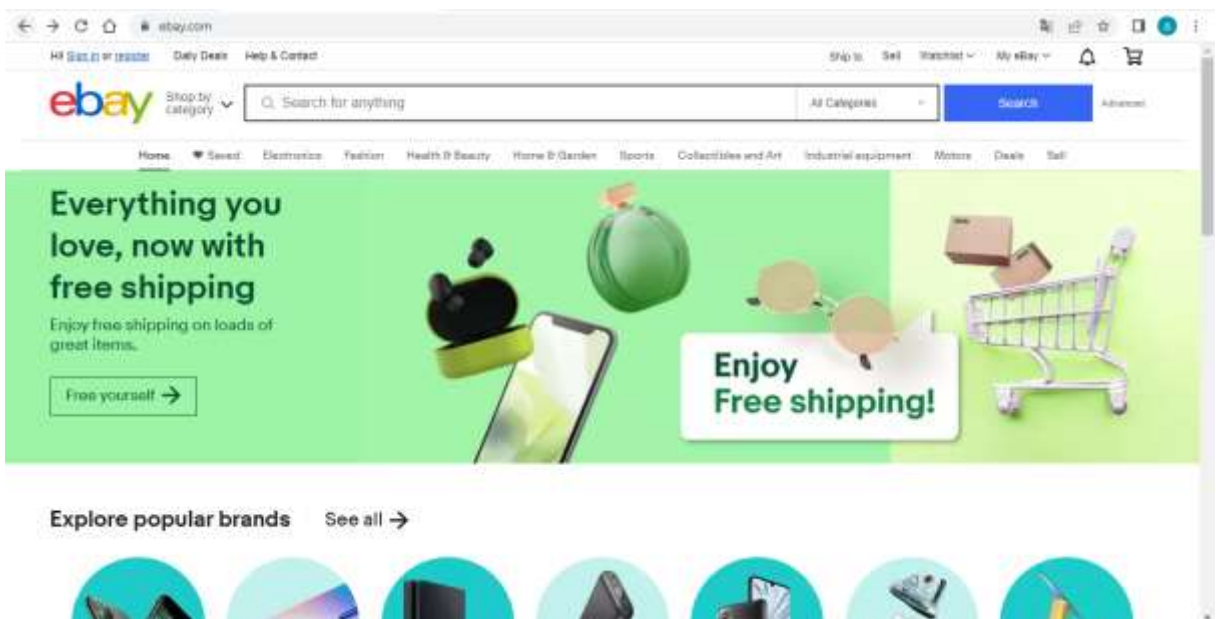 ebay.com
Hi! Sign in or register Daily Deals Help & Contact Ship to Sell Watchlist My eBay
ebay Shop by category Search for anything All Categories Search Advanced
Home Saved Electronics Fashion Health & Beauty Home & Garden Sports Collectibles and Art Industrial equipment Motors Deals Sell
Everything you
love, now with
free shipping
Enjoy free shipping on loads of
great items.
Free yourself →
Enjoy
Free shipping!
Explore popular brands See all →